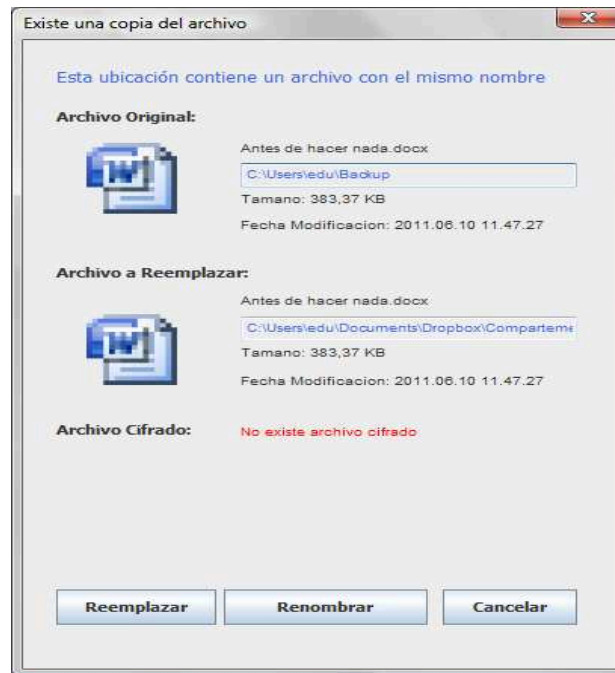 Existe una copia del archivo
Esta ubicación contiene un archivo con el mismo nombre
Archivo Original:
Antes de hacer nada.docx
C:\Users\edu\Backup
Tamano: 383,37 KB
Fecha Modificacion: 2011.06.10 11.47.27
Archivo a Reemplazar:
Antes de hacer nada.docx
C:\Users\edu\Documents\Dropbox\Comparteme
Tamano: 383,37 KB
Fecha Modificacion: 2011.06.10 11.47.27
Archivo Cifrado: No existe archivo cifrado
Reemplazar Renombrar Cancelar